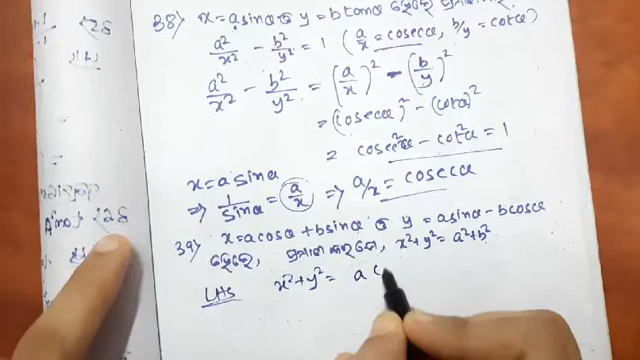 38) x = a sinα ଓ y = b tanα ହେଲେ
a²/x² - b²/y² = 1 (a/x = cosecα, b/y = cotα)
a²/x² - b²/y² = (a/x)² - (b/y)²
= (cosecα)² - (cotα)²
= cosec²α - cot²α = 1
x = a sinα
⇒ 1/sinα = a/x ⇒ a/x = cosecα
39) x = a cosα + b sinα ଓ y = a sinα - b cosα
ହେଲେ, ପ୍ରମାଣ କର ଯେ, x² + y² = a² + b²
LHS x² + y² = a